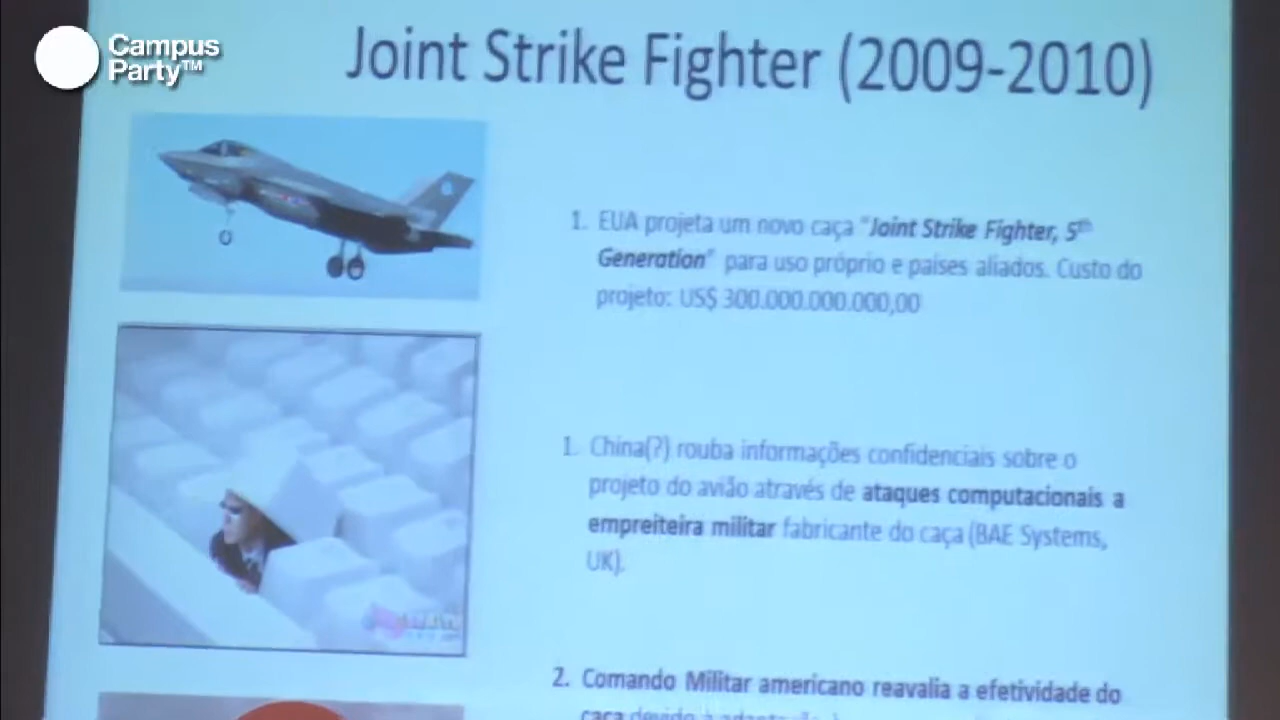 Campus
Party™
Joint Strike Fighter (2009-2010)
1. EUA projeta um novo caça "Joint Strike Fighter, 5th
Generation" para uso próprio e países aliados. Custo do
projeto: US$ 300.000.000.000,00
1. China(?) rouba informações confidenciais sobre o
projeto do avião através de ataques computacionais a
empreiteira militar fabricante do caça (BAE Systems,
UK).
2. Comando Militar americano reavalia a efetividade do
caça devido